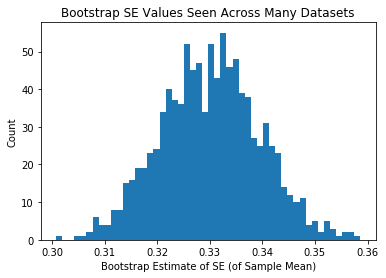 Bootstrap SE Values Seen Across Many Datasets
50
40
30
20
10
0
Count
0.30 0.31 0.32 0.33 0.34 0.35 0.36
Bootstrap Estimate of SE (of Sample Mean)